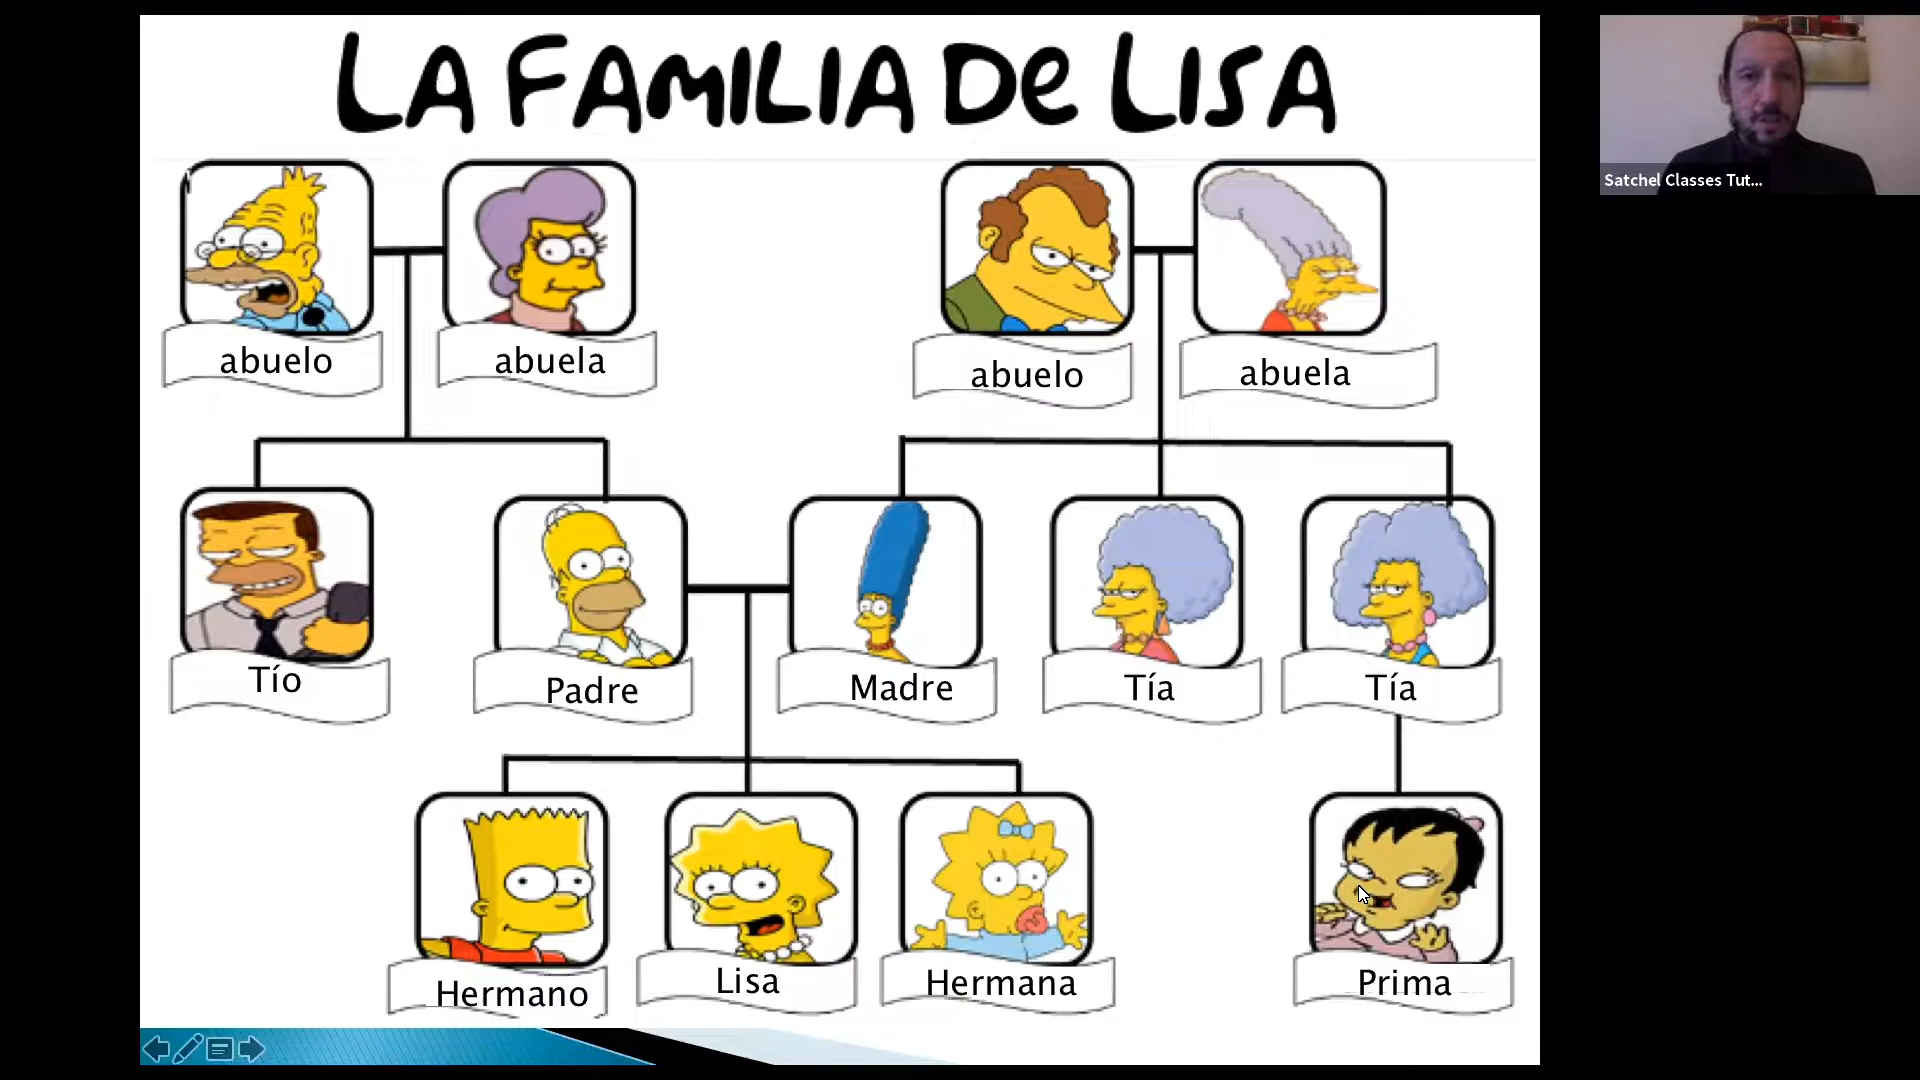 LA FAMILIA DE LISA
Satchel Classes Tut...
abuelo
abuela
abuelo
abuela
Tío
Padre
Madre
Tía
Tía
Hermano
Lisa
Hermana
Prima